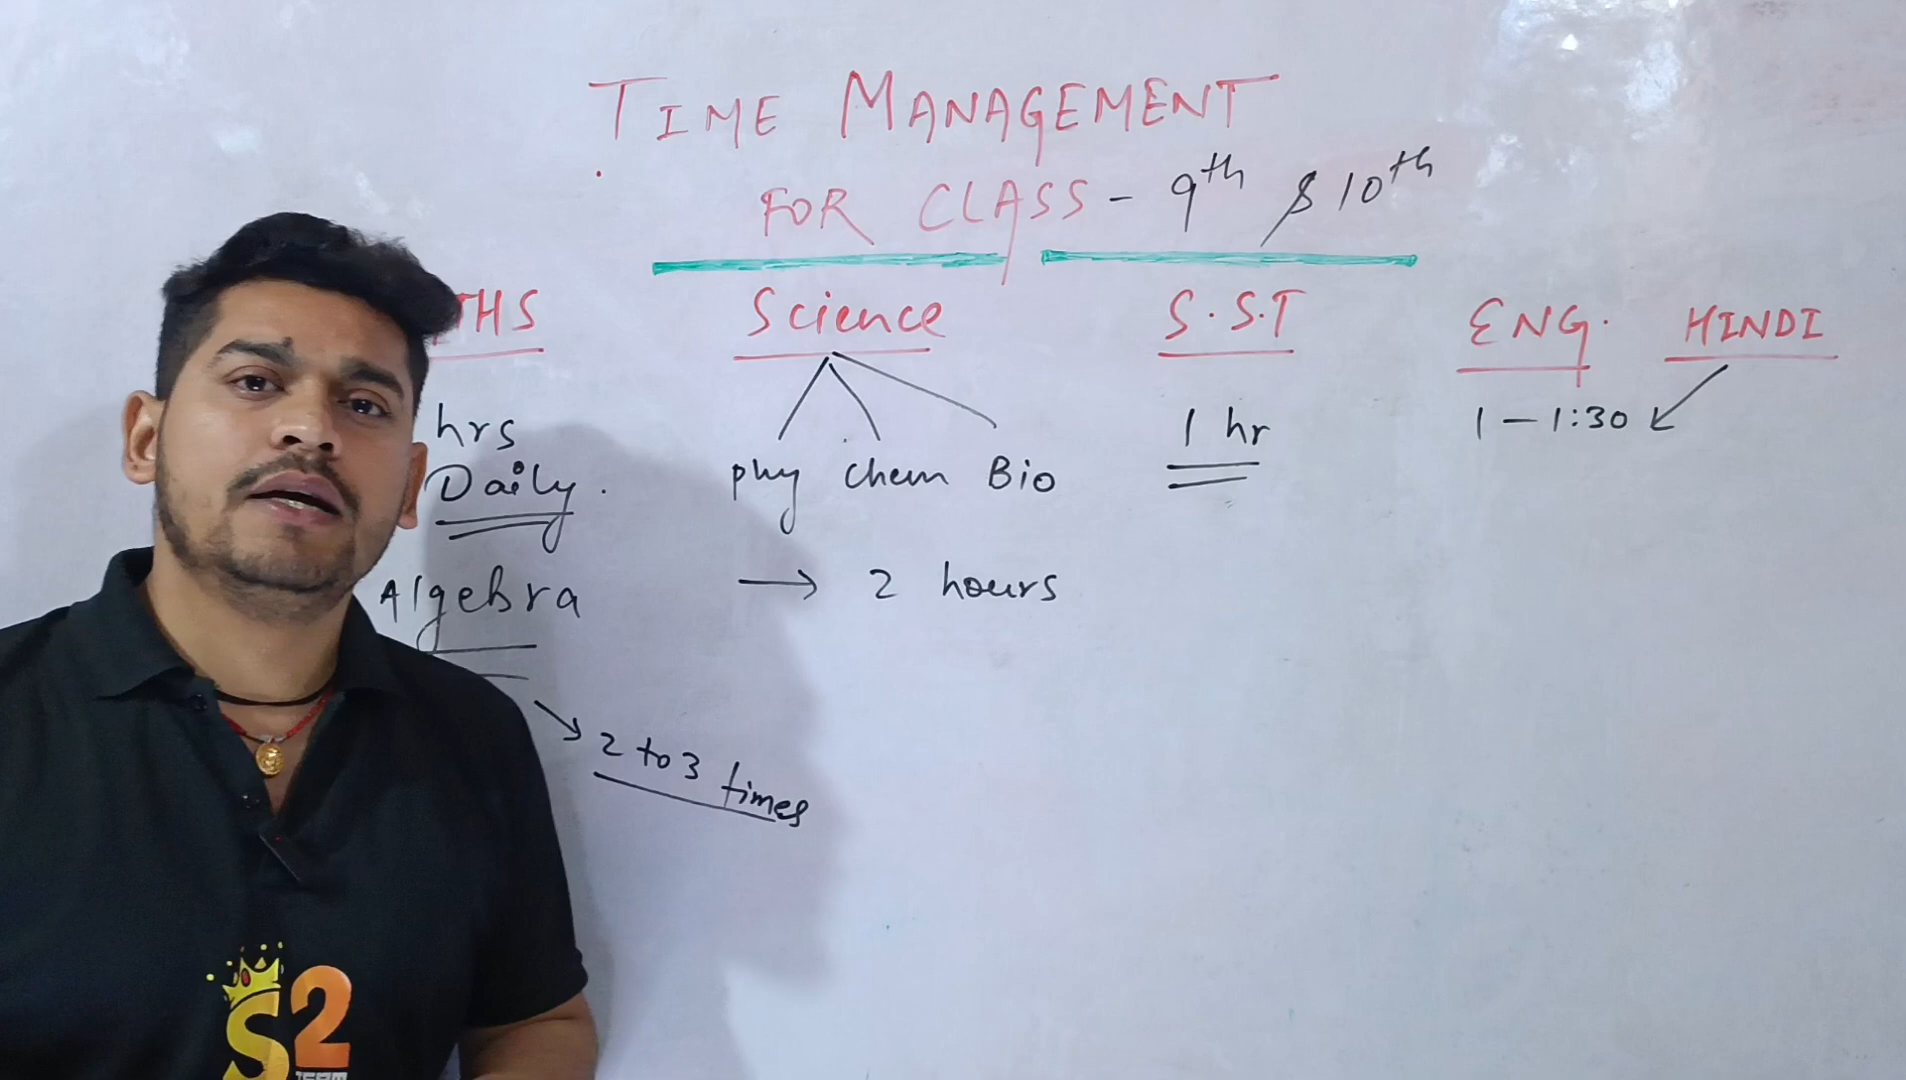 TIME MANAGEMENT
FOR CLASS - 9th & 10th
THS
hrs
Daily.
Algebra
2 to 3 times
Science
phy chem Bio
→ 2 hours
S.S.T
1 hr
ENG. HINDI
1 - 1:30
S2
TEAM